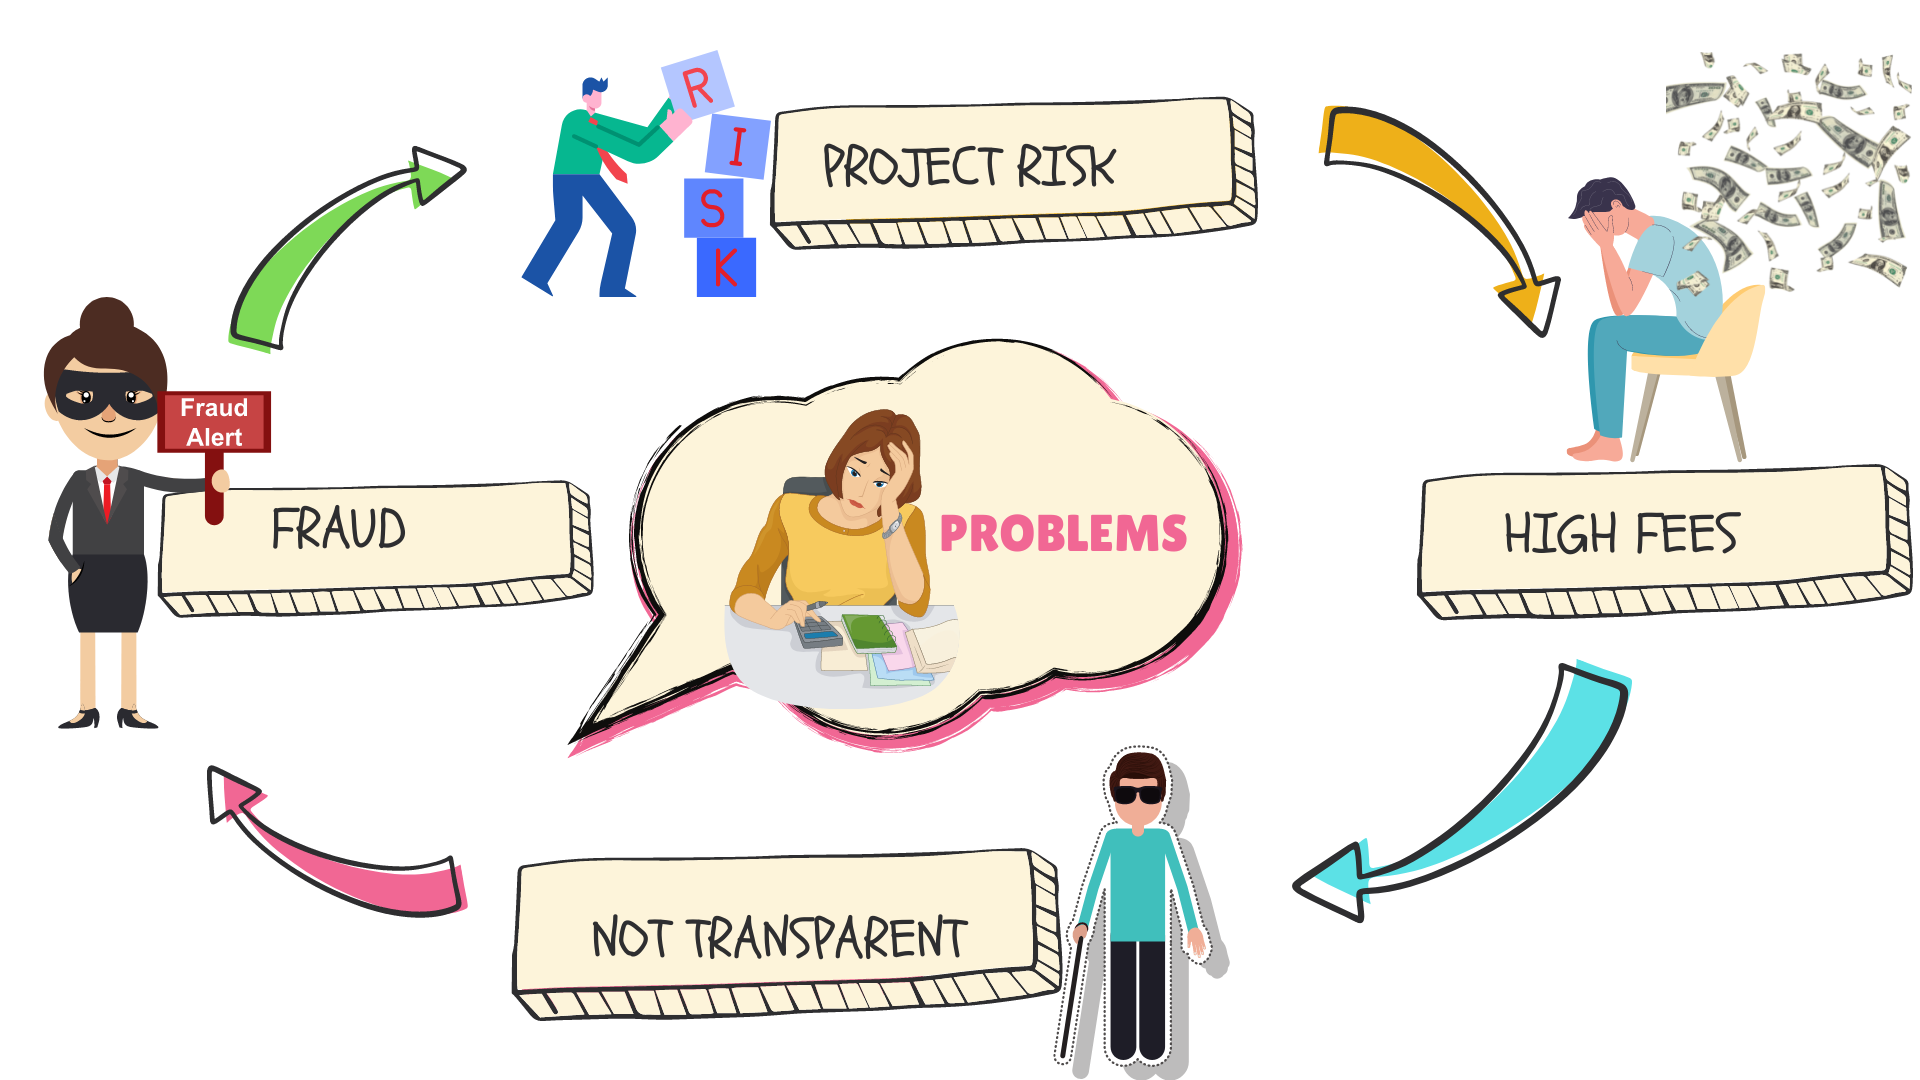 R
I
S
K
PROJECT RISK
Fraud
Alert
FRAUD
PROBLEMS
HIGH FEES
NOT TRANSPARENT